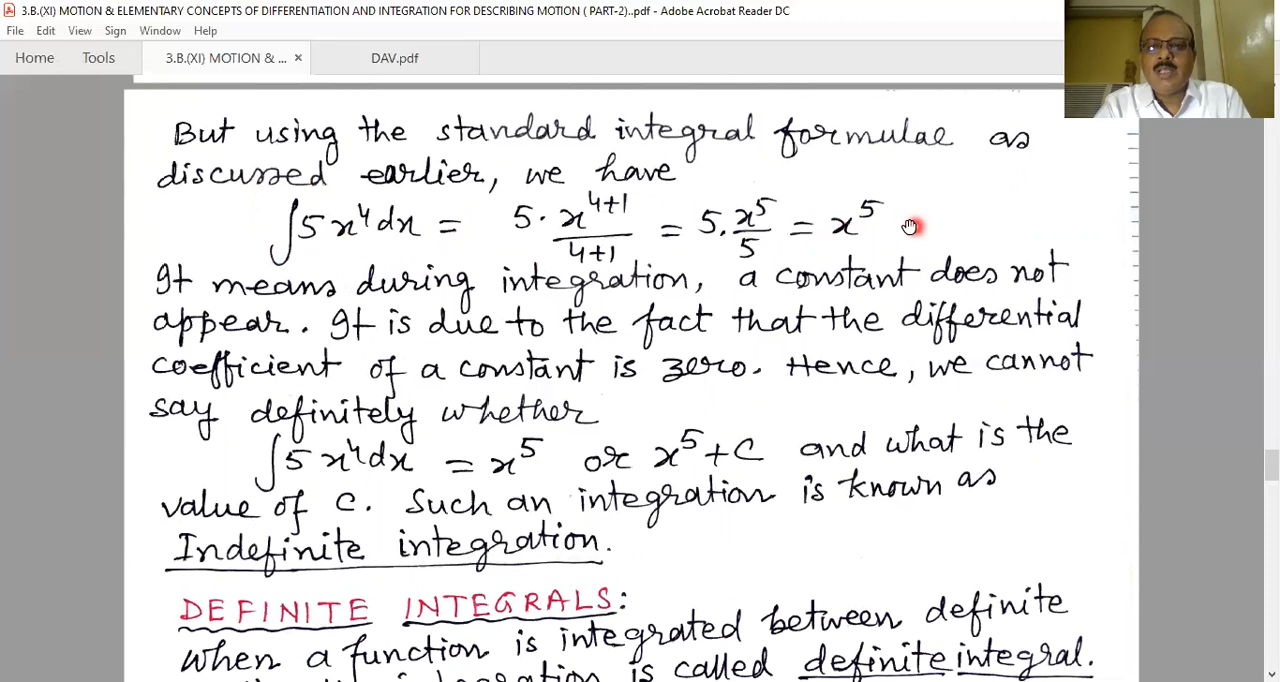 3.B.(XI) MOTION & ELEMENTARY CONCEPTS OF DIFFERENTIATION AND INTEGRATION FOR DESCRIBING MOTION ( PART-2)..pdf - Adobe Acrobat Reader DC
File Edit View Sign Window Help
Home Tools 3.B.(XI) MOTION & ... × DAV.pdf
But using the standard integral formulae as
discussed earlier, we have
∫5x⁴dx = 5·x⁴⁺¹/4+1 = 5.x⁵/5 = x⁵
It means during integration, a constant does not
appear. It is due to the fact that the differential
coefficient of a constant is zero. Hence, we cannot
say definitely whether
∫5x⁴dx = x⁵ or x⁵+C and what is the
value of C. Such an integration is known as
Indefinite integration.
DEFINITE INTEGRALS:
When a function is integrated between definite
is called definite integral.